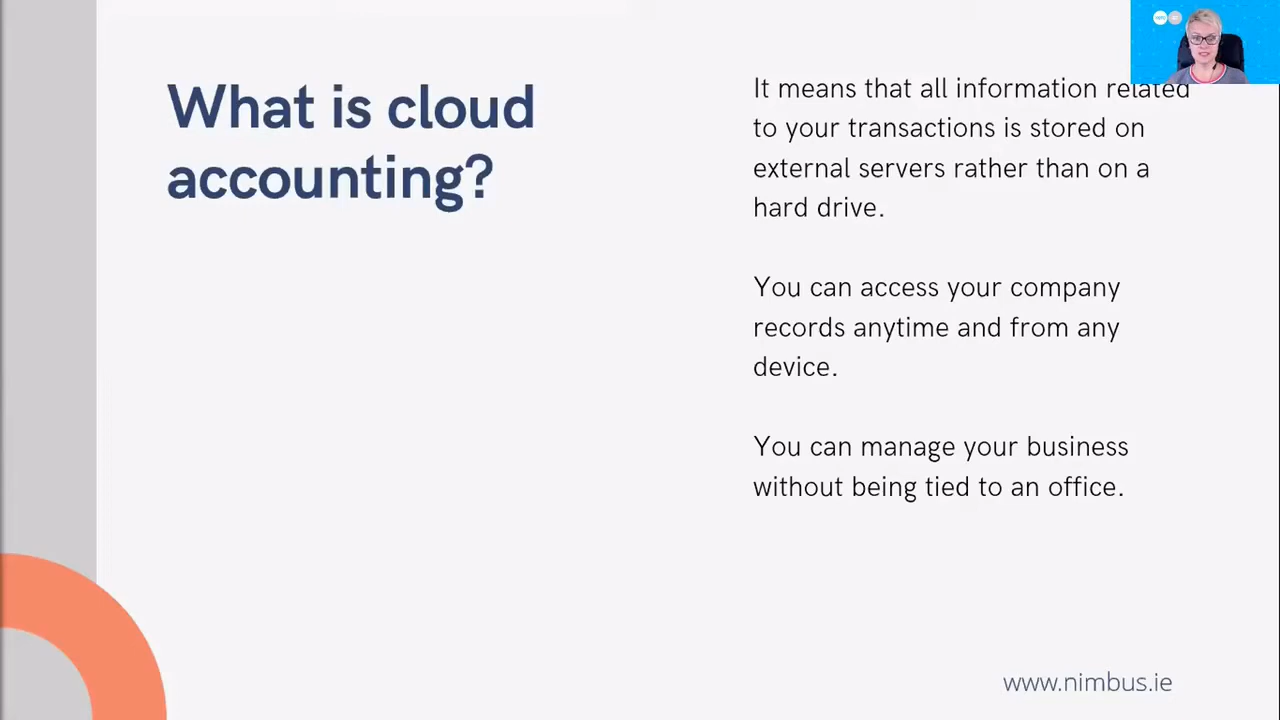 What is cloud
accounting?
It means that all information related
to your transactions is stored on
external servers rather than on a
hard drive.
You can access your company
records anytime and from any
device.
You can manage your business
without being tied to an office.
www.nimbus.ie